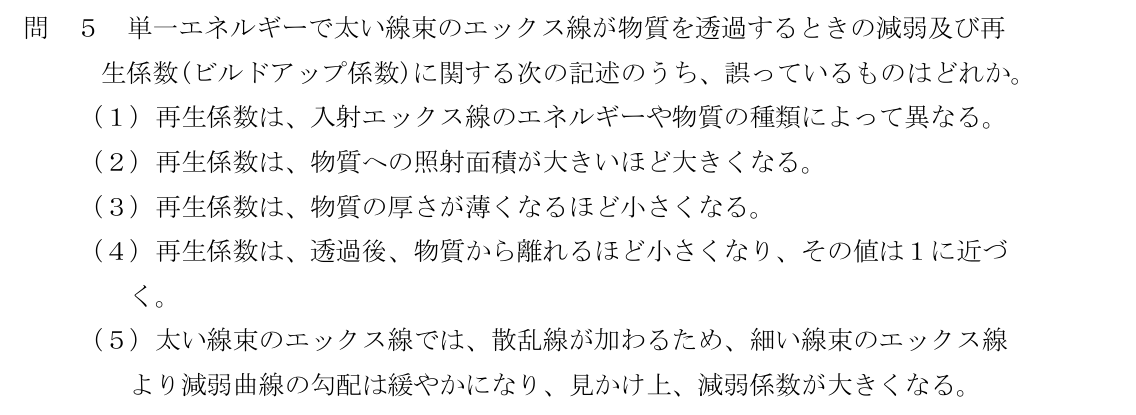 問　５　単一エネルギーで太い線束のエックス線が物質を透過するときの減弱及び再
生係数(ビルドアップ係数)に関する次の記述のうち、誤っているものはどれか。
（１）再生係数は、入射エックス線のエネルギーや物質の種類によって異なる。
（２）再生係数は、物質への照射面積が大きいほど大きくなる。
（３）再生係数は、物質の厚さが薄くなるほど小さくなる。
（４）再生係数は、透過後、物質から離れるほど小さくなり、その値は１に近づ
く。
（５）太い線束のエックス線では、散乱線が加わるため、細い線束のエックス線
より減弱曲線の勾配は緩やかになり、見かけ上、減弱係数が大きくなる。